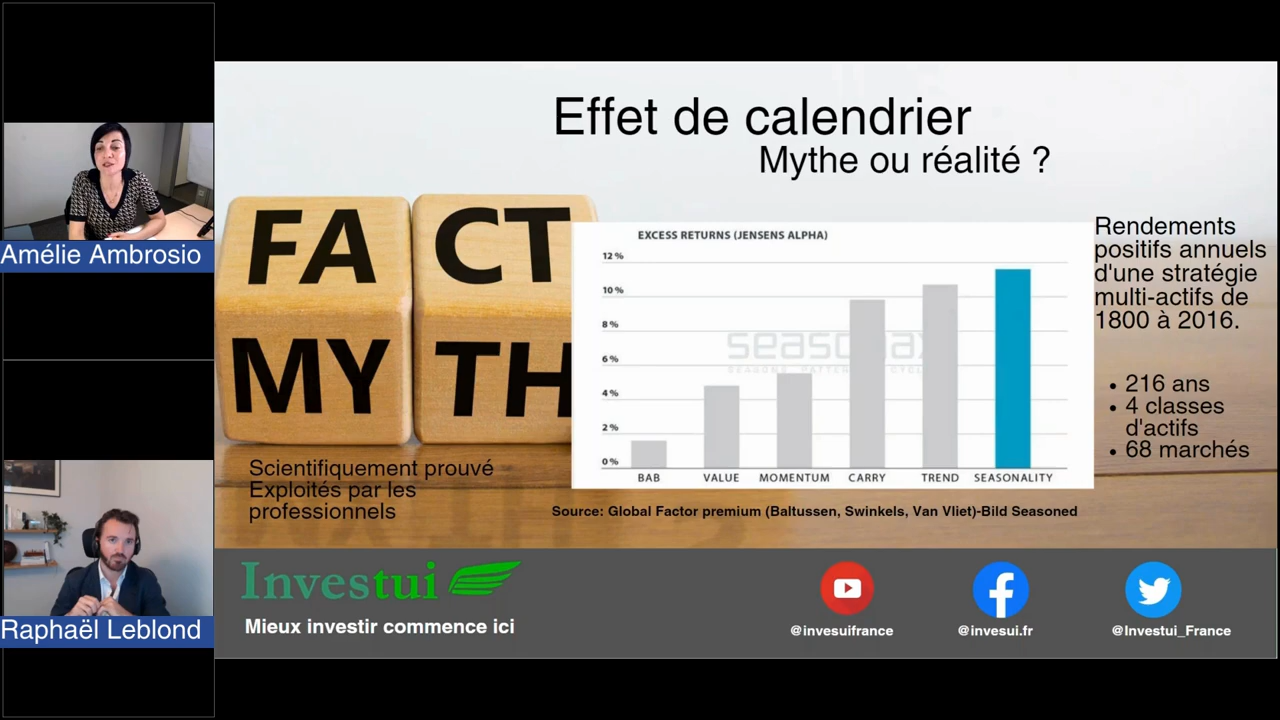 Amélie Ambrosio
Raphaël Leblond
Effet de calendrier
Mythe ou réalité ?
FA CT
MY TH
Scientifiquement prouvé
Exploités par les
professionnels
EXCESS RETURNS (JENSENS ALPHA)
12 %
10 %
8 %
6 %
4 %
2 %
0 %
BAB VALUE MOMENTUM CARRY TREND SEASONALITY
Source: Global Factor premium (Baltussen, Swinkels, Van Vliet)-Bild Seasoned
Rendements
positifs annuels
d'une stratégie
multi-actifs de
1800 à 2016.
• 216 ans
• 4 classes
d'actifs
• 68 marchés
Investui
Mieux investir commence ici
@invesuifrance
@invesui.fr
@Investui_France